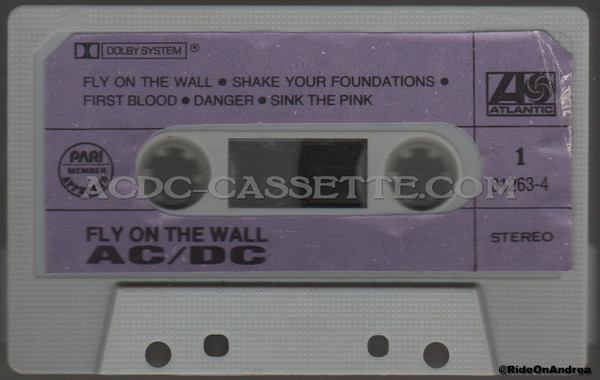 DOLBY SYSTEM ®
FLY ON THE WALL • SHAKE YOUR FOUNDATIONS •
FIRST BLOOD • DANGER • SINK THE PINK
ATLANTIC
PARI
MEMBER
1
ACDC-CASSETTE.COM
FLY ON THE WALL
AC/DC
STEREO
©RideOnAndrea